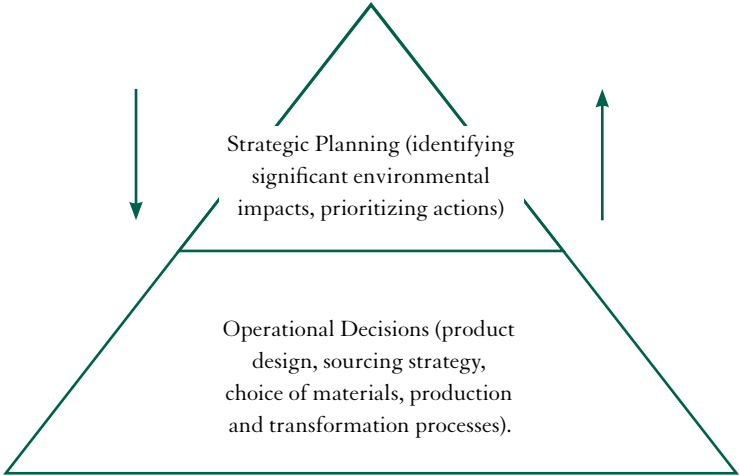 Strategic Planning (identifying
significant environmental
impacts, prioritizing actions)
Operational Decisions (product
design, sourcing strategy,
choice of materials, production
and transformation processes).